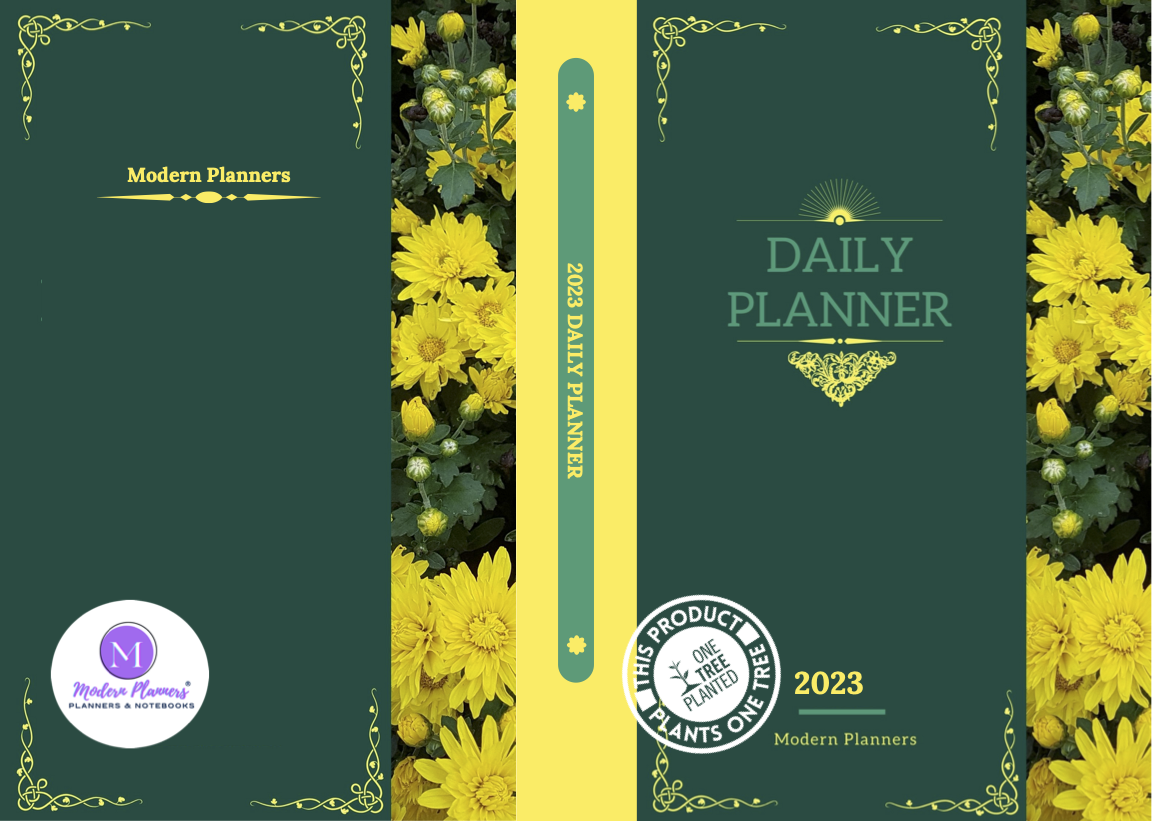 Modern Planners
M
Modern Planners®
PLANNERS & NOTEBOOKS
2023 DAILY PLANNER
DAILY
PLANNER
THIS PRODUCT
PLANTS ONE TREE
ONE
TREE
PLANTED
2023
Modern Planners